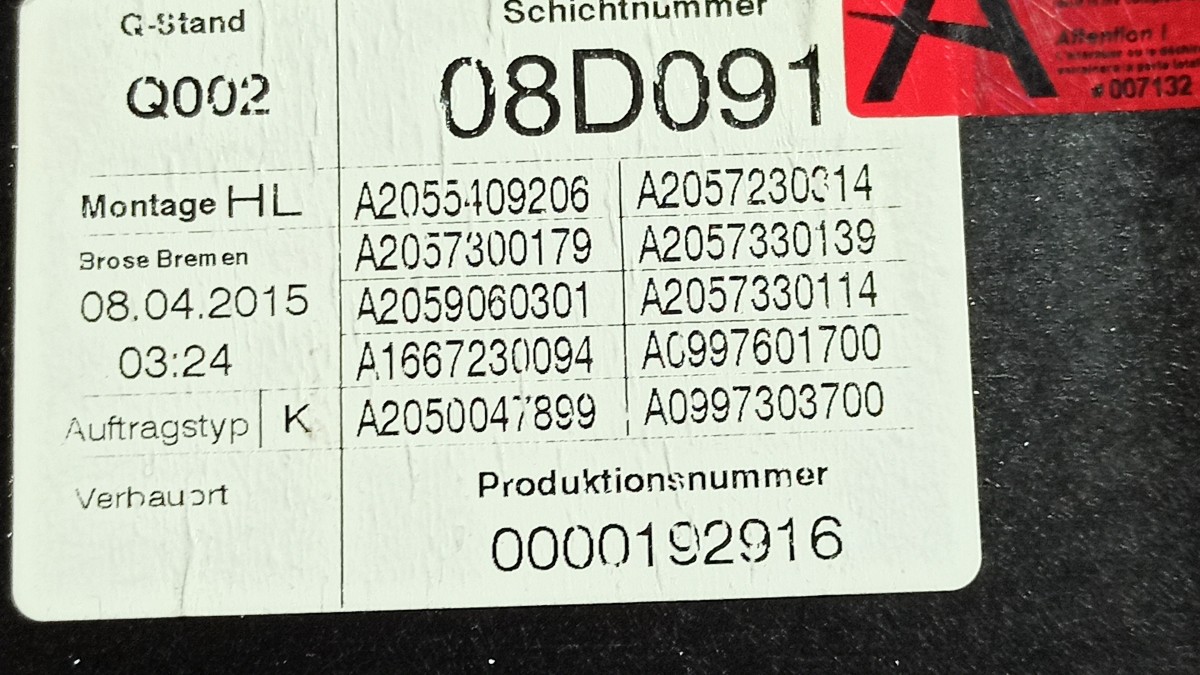 Q-Stand
Schichtnummer
Q002
08D091
Montage HL
A2055409206
A2057230314
Brose Bremen
A2057300179
A2057330139
08.04.2015
A2059060301
A2057330114
03:24
A1667230094
A0997601700
Auftragstyp K
A2050047899
A0997303700
Verbauort
Produktionsnummer
0000192916
A
Attention !
#007132